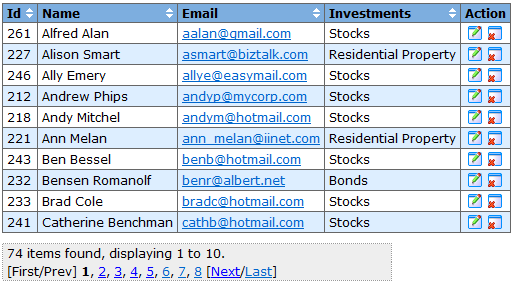 Id Name Email Investments Action
261 Alfred Alan aalan@gmail.com Stocks
227 Alison Smart asmart@biztalk.com Residential Property
246 Ally Emery allye@easymail.com Stocks
212 Andrew Phips andyp@mycorp.com Stocks
218 Andy Mitchel andym@hotmail.com Stocks
221 Ann Melan ann_melan@iinet.com Residential Property
243 Ben Bessel benb@hotmail.com Stocks
232 Bensen Romanolf benr@albert.net Bonds
233 Brad Cole bradc@hotmail.com Stocks
241 Catherine Benchman cathb@hotmail.com Stocks
74 items found, displaying 1 to 10.
[First/Prev] 1, 2, 3, 4, 5, 6, 7, 8 [Next/Last]